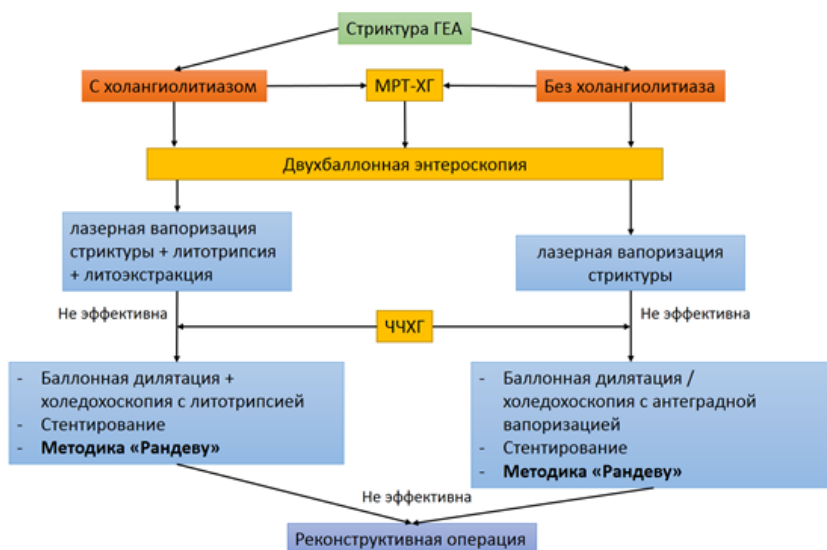 Стриктура ГЕА
С холангиолитиазом
МРТ-ХГ
Без холангиолитиаза
Двухбаллонная энтероскопия
лазерная вапоризация
стриктуры + литотрипсия
+ литоэкстракция
лазерная вапоризация
стриктуры
Не эффективна
ЧЧХГ
Не эффективна
- Баллонная дилятация +
холедохоскопия с литотрипсией
- Стентирование
- Методика «Рандеву»
- Баллонная дилятация /
холедохоскопия с антеградной
вапоризацией
- Стентирование
- Методика «Рандеву»
Не эффективна
Реконструктивная операция